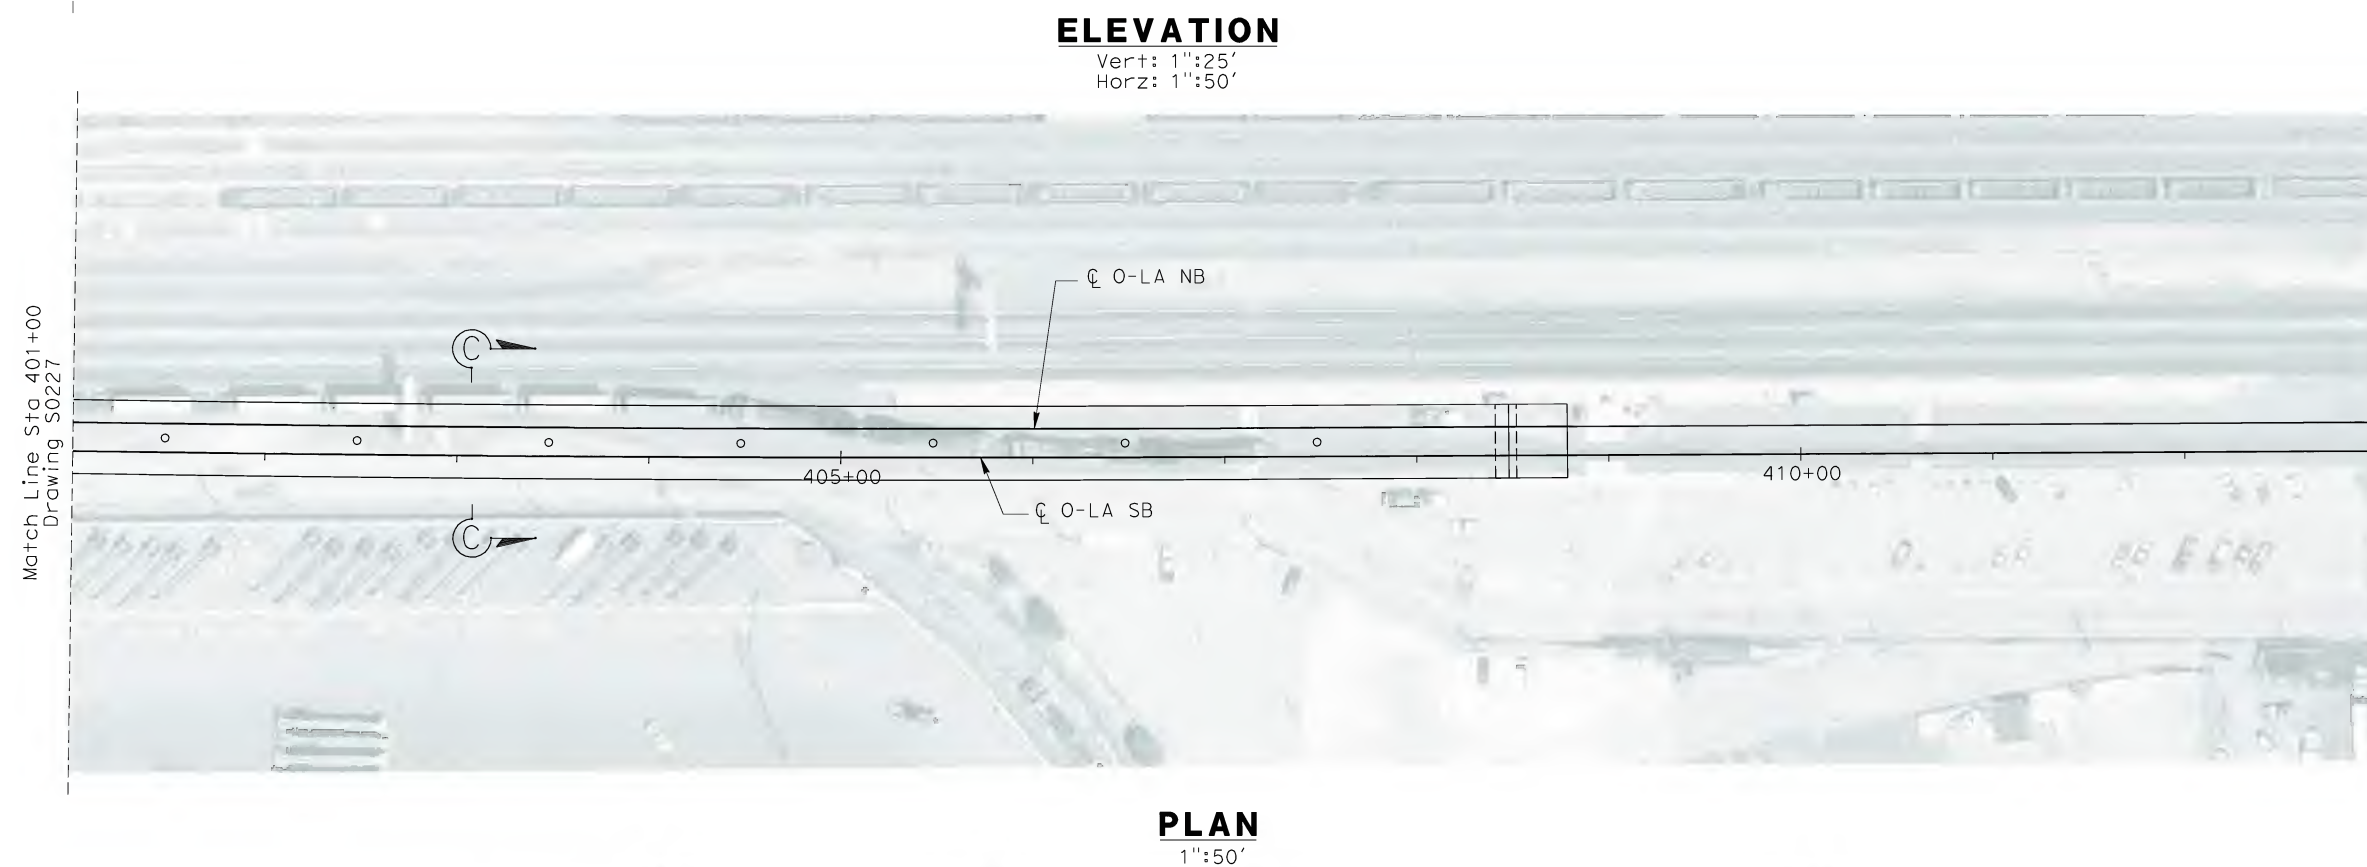 ELEVATION
Vert: 1":25'
Horz: 1":50'
Match Line Sta 401+00
Drawing S0227
℄ O-LA NB
C
405+00
410+00
℄ O-LA SB
C
PLAN
1":50'